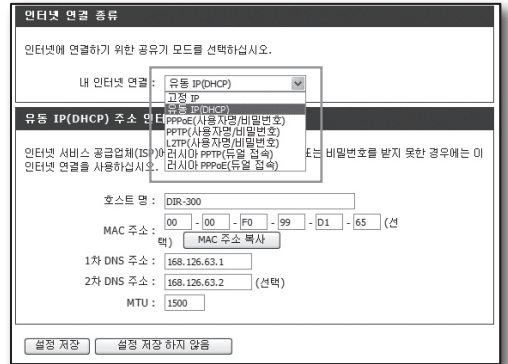 인터넷 연결 종류
인터넷에 연결하기 위한 공유기 모드를 선택하십시오.
내 인터넷 연결 : 유동 IP(DHCP)
고정 IP
유동 IP(DHCP)
PPPoE(사용자명/비밀번호)
PPTP(사용자명/비밀번호)
L2TP(사용자명/비밀번호)
러시아 PPTP(듀얼 접속)
러시아 PPPoE(듀얼 접속)
유동 IP(DHCP) 주소 인터
인터넷 서비스 공급업체(ISP)에 또는 비밀번호를 받지 못한 경우에는 이
인터넷 연결을 사용하십시오.
호스트 명 : DIR-300
MAC 주소 : 00 - 00 - F0 - 99 - D1 - 65 (선
택) MAC 주소 복사
1차 DNS 주소 : 168.126.63.1
2차 DNS 주소 : 168.126.63.2 (선택)
MTU : 1500
설정 저장 설정 저장 하지 않음